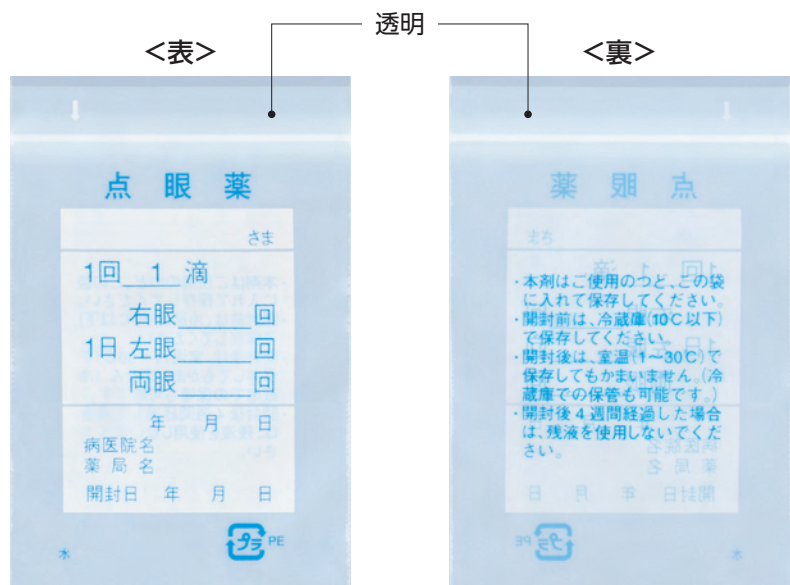 透明
<表>
<裏>
点眼薬
さま
1回 1 滴
右眼 回
1日 左眼 回
両眼 回
年 月 日
病医院名
薬局名
開封日 年 月 日
プラ PE
水
・本剤はご使用のつど、この袋
に入れて保存してください。
・開封前は、冷蔵庫(10℃以下)
で保存してください。
・開封後は、室温(1~30℃)で
保存してもかまいません。(冷
蔵庫での保管も可能です。)
・開封後4週間経過した場合
は、残液を使用しないでくだ
さい。